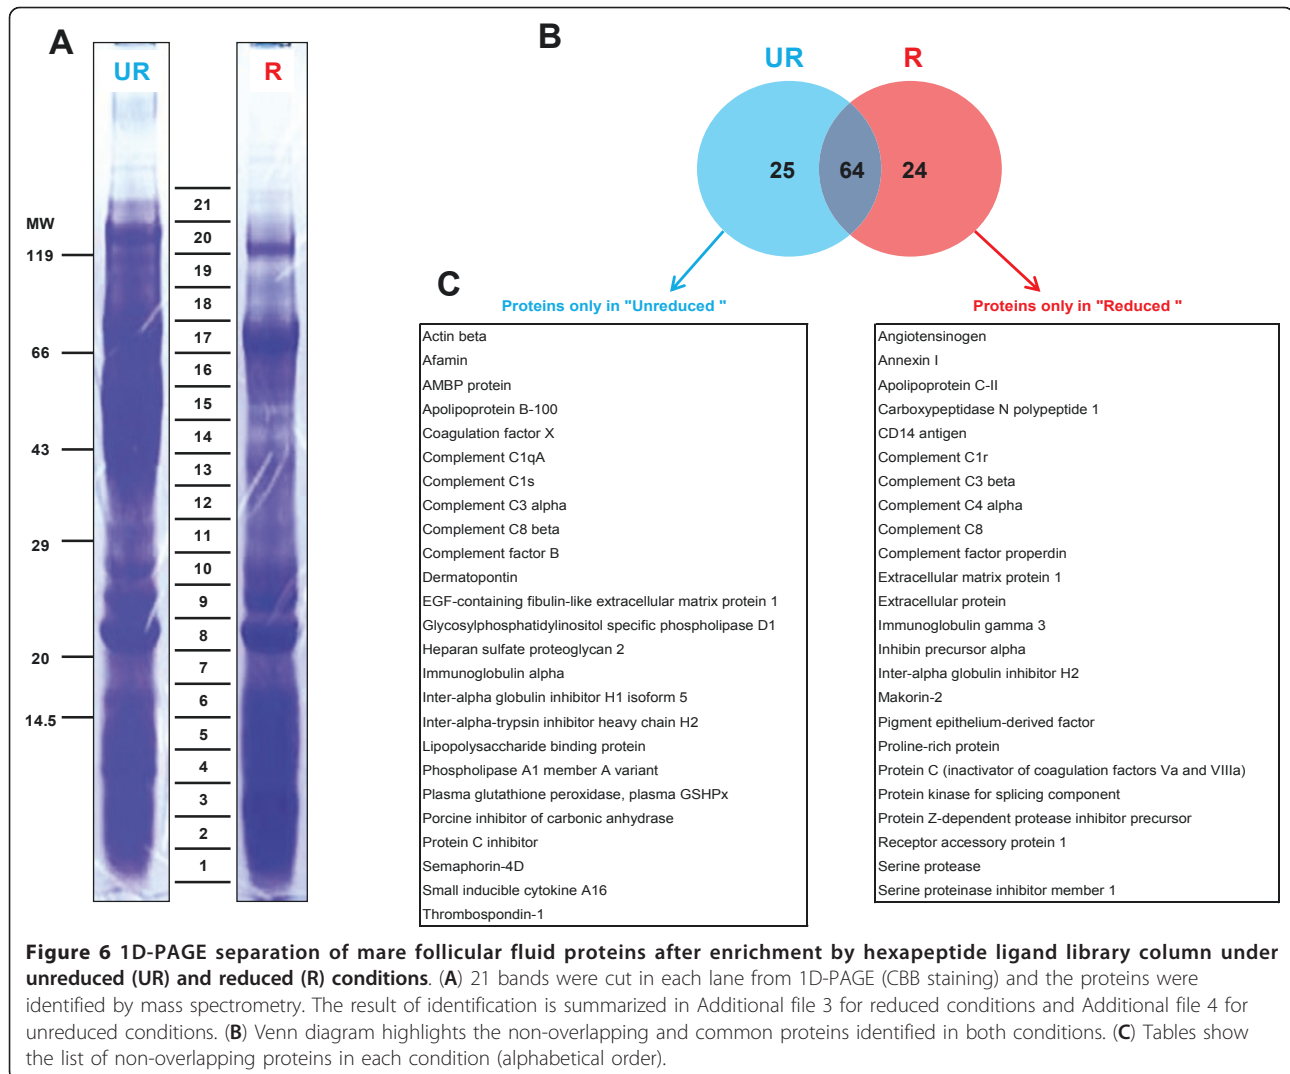 A
UR
R
MW
119
66
43
29
20
14.5
21
20
19
18
17
16
15
14
13
12
11
10
9
8
7
6
5
4
3
2
1
B
UR
R
25
64
24
C
Proteins only in "Unreduced "
Actin beta
Afamin
AMBP protein
Apolipoprotein B-100
Coagulation factor X
Complement C1qA
Complement C1s
Complement C3 alpha
Complement C8 beta
Complement factor B
Dermatopontin
EGF-containing fibulin-like extracellular matrix protein 1
Glycosylphosphatidylinositol specific phospholipase D1
Heparan sulfate proteoglycan 2
Immunoglobulin alpha
Inter-alpha globulin inhibitor H1 isoform 5
Inter-alpha-trypsin inhibitor heavy chain H2
Lipopolysaccharide binding protein
Phospholipase A1 member A variant
Plasma glutathione peroxidase, plasma GSHPx
Porcine inhibitor of carbonic anhydrase
Protein C inhibitor
Semaphorin-4D
Small inducible cytokine A16
Thrombospondin-1
Proteins only in "Reduced "
Angiotensinogen
Annexin I
Apolipoprotein C-II
Carboxypeptidase N polypeptide 1
CD14 antigen
Complement C1r
Complement C3 beta
Complement C4 alpha
Complement C8
Complement factor properdin
Extracellular matrix protein 1
Extracellular protein
Immunoglobulin gamma 3
Inhibin precursor alpha
Inter-alpha globulin inhibitor H2
Makorin-2
Pigment epithelium-derived factor
Proline-rich protein
Protein C (inactivator of coagulation factors Va and VIIIa)
Protein kinase for splicing component
Protein Z-dependent protease inhibitor precursor
Receptor accessory protein 1
Serine protease
Serine proteinase inhibitor member 1
Figure 6 1D-PAGE separation of mare follicular fluid proteins after enrichment by hexapeptide ligand library column under
unreduced (UR) and reduced (R) conditions. (A) 21 bands were cut in each lane from 1D-PAGE (CBB staining) and the proteins were
identified by mass spectrometry. The result of identification is summarized in Additional file 3 for reduced conditions and Additional file 4 for
unreduced conditions. (B) Venn diagram highlights the non-overlapping and common proteins identified in both conditions. (C) Tables show
the list of non-overlapping proteins in each condition (alphabetical order).